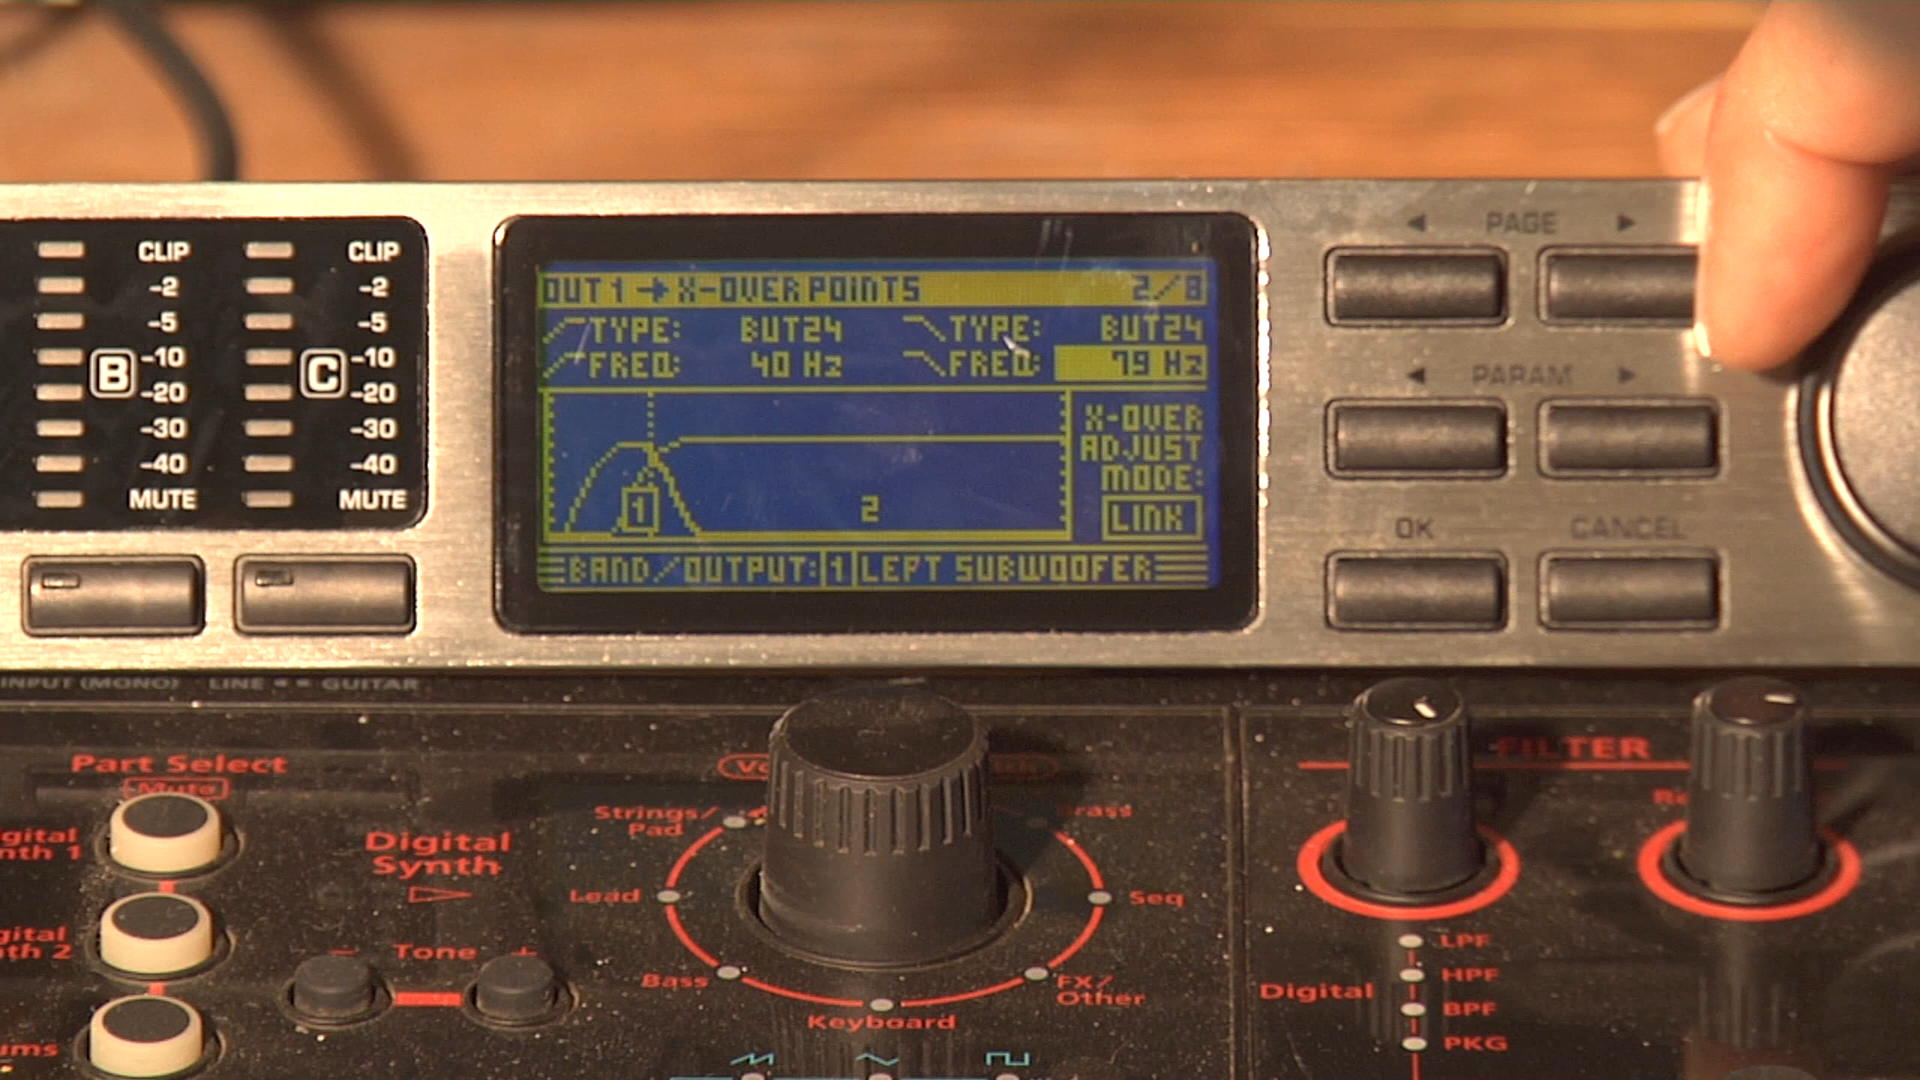 CLIP CLIP
-2 -2
-5 -5
-10 -10
B C
-20 -20
-30 -30
-40 -40
MUTE MUTE
OUT 1 → X-OVER POINTS 2/8
TYPE: BUT24 TYPE: BUT24
FREQ: 40 Hz FREQ: 79 Hz
X-OVER
ADJUST
MODE:
LINK
1 2
BAND/OUTPUT: 1 LEFT SUBWOOFER
◄ PAGE ►
◄ PARAM ►
OK CANCEL
INPUT (MONO) LINE GUITAR
Part Select
Mute
Digital
Synth
Tone
- +
Strings/
Pad
Lead
Bass
Keyboard
FX/
Other
Seq
FILTER
Digital
LPF
HPF
BPF
PKG